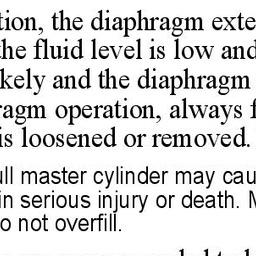 tion, the diaphragm exte
the fluid level is low and
kely and the diaphragm
ragm operation, always f
is loosened or removed.
ull master cylinder may cau
in serious injury or death. M
o not overfill.